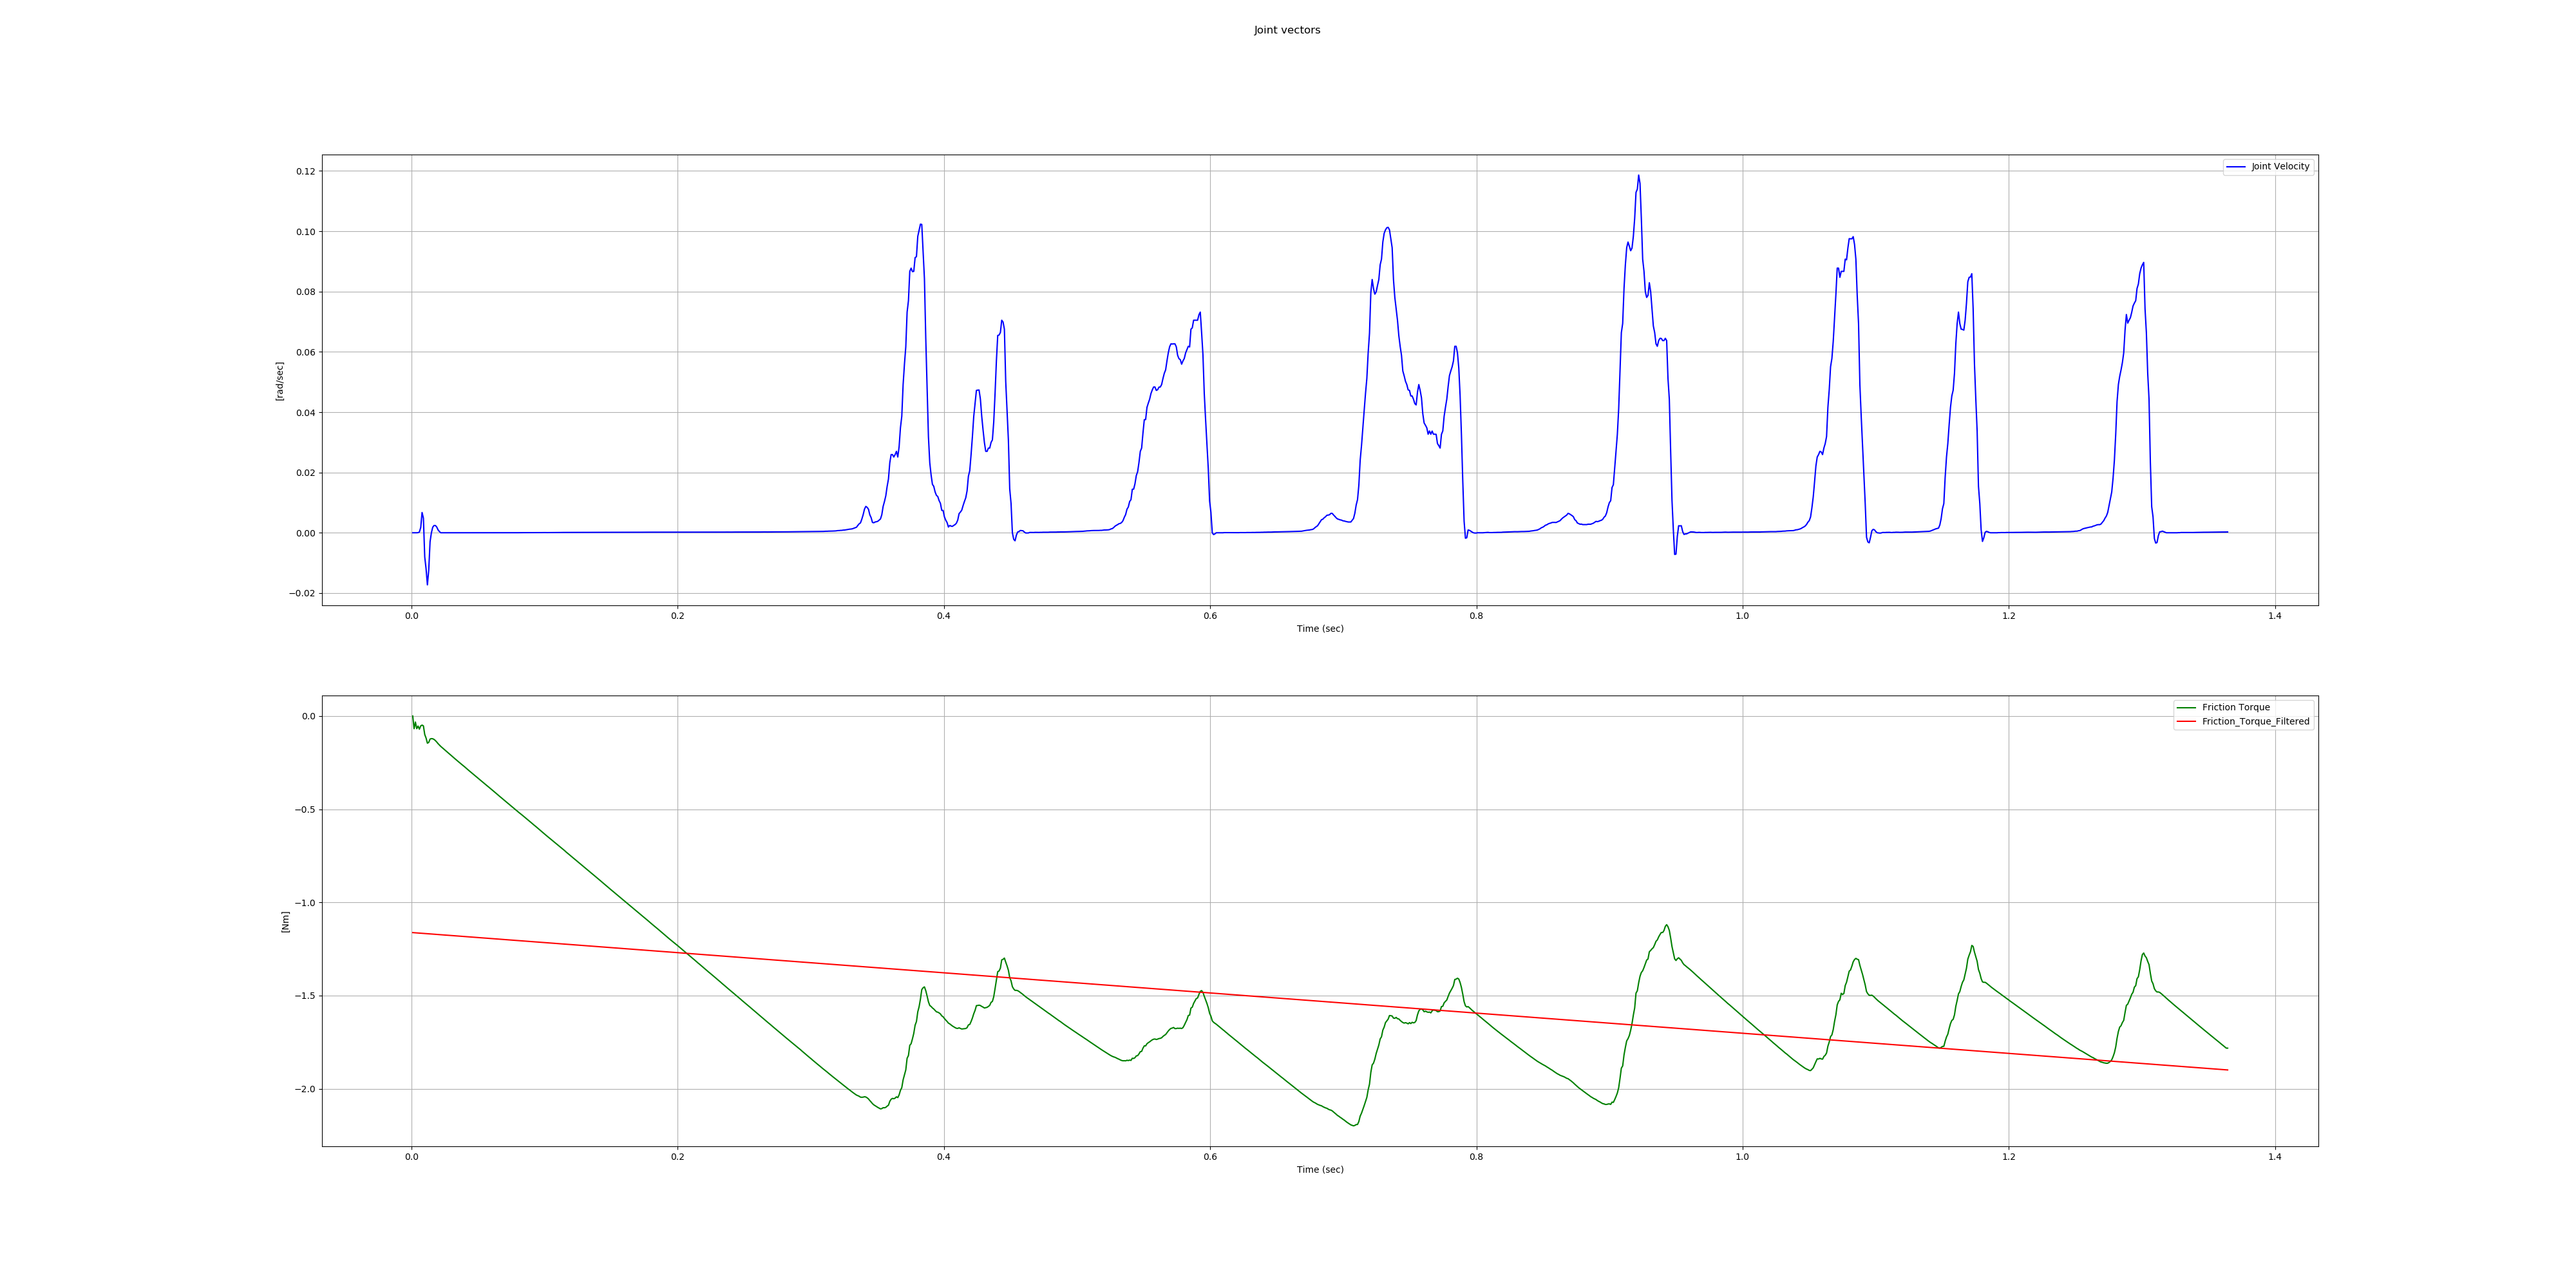 Joint vectors
Joint Velocity
0.12
0.10
0.08
0.06
0.04
0.02
0.00
−0.02
[rad/sec]
0.0 0.2 0.4 0.6 0.8 1.0 1.2 1.4
Time (sec)
Friction Torque
Friction_Torque_Filtered
0.0
−0.5
−1.0
−1.5
−2.0
[Nm]
0.0 0.2 0.4 0.6 0.8 1.0 1.2 1.4
Time (sec)